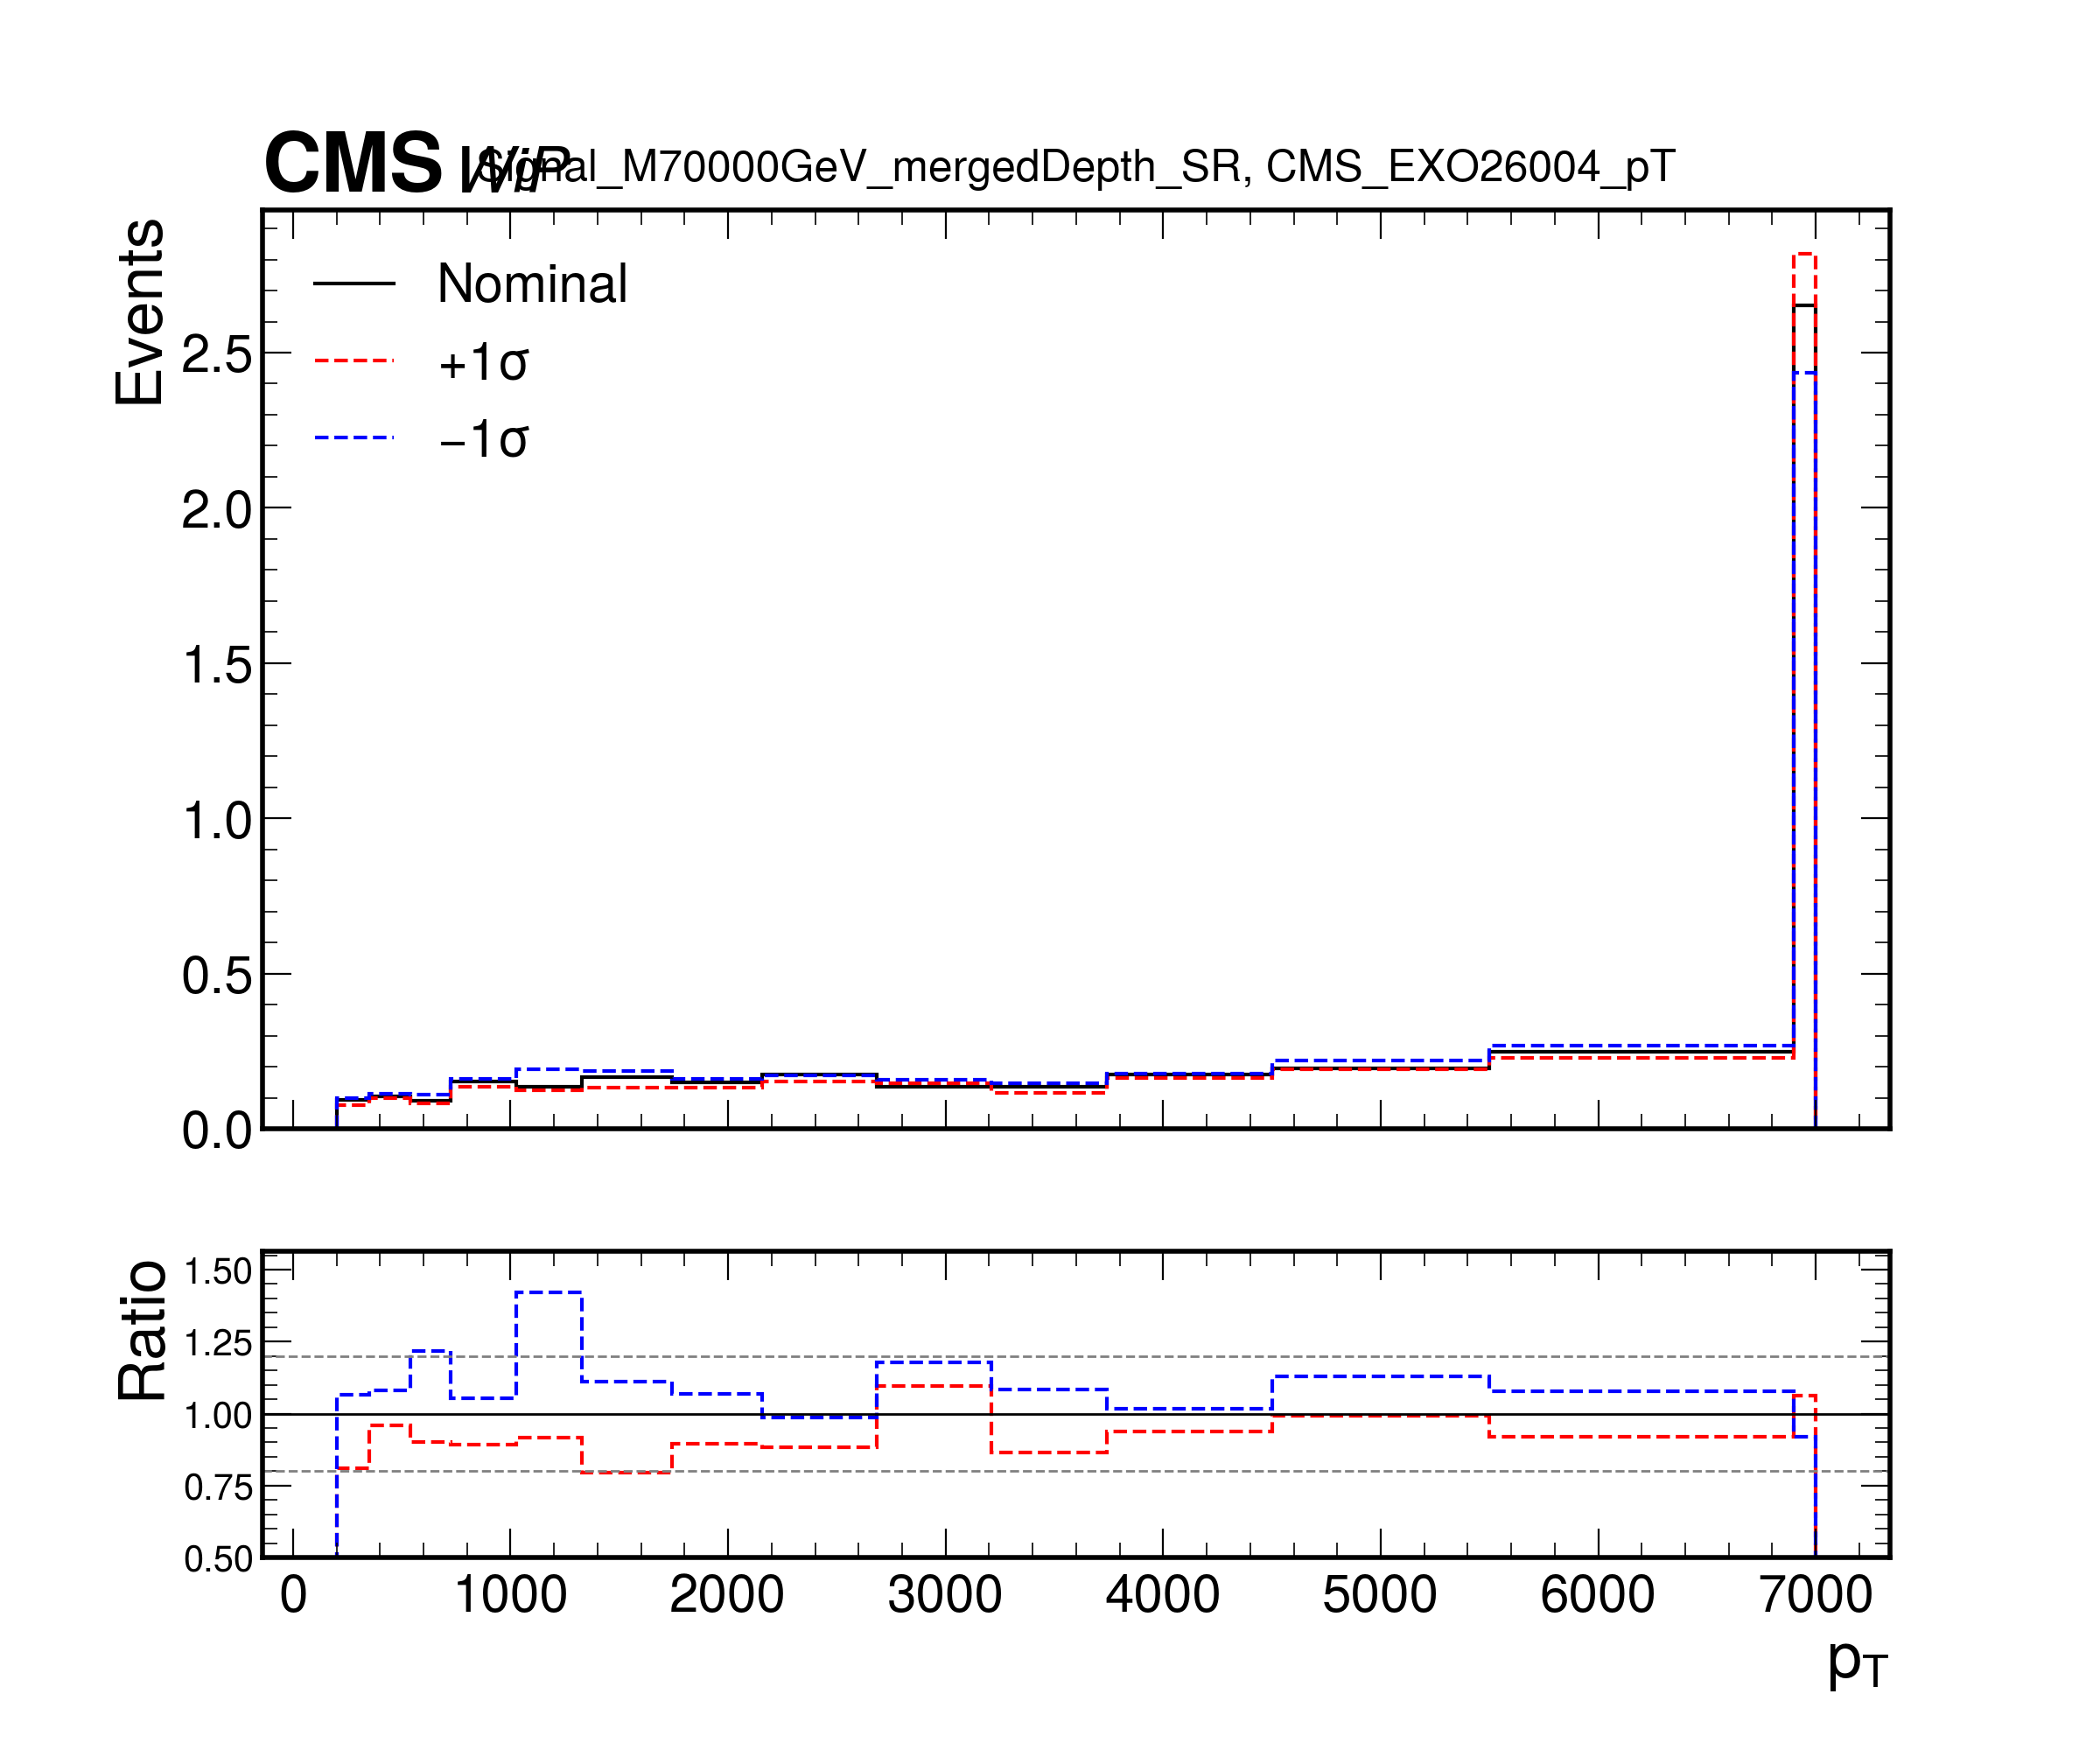 CMS WiP Signal_M70000GeV_mergedDepth_SR, CMS_EXO26004_pT
Events
Nominal
+1σ
−1σ
2.5
2.0
1.5
1.0
0.5
0.0
Ratio
1.50
1.25
1.00
0.75
0.50
0 1000 2000 3000 4000 5000 6000 7000
pT